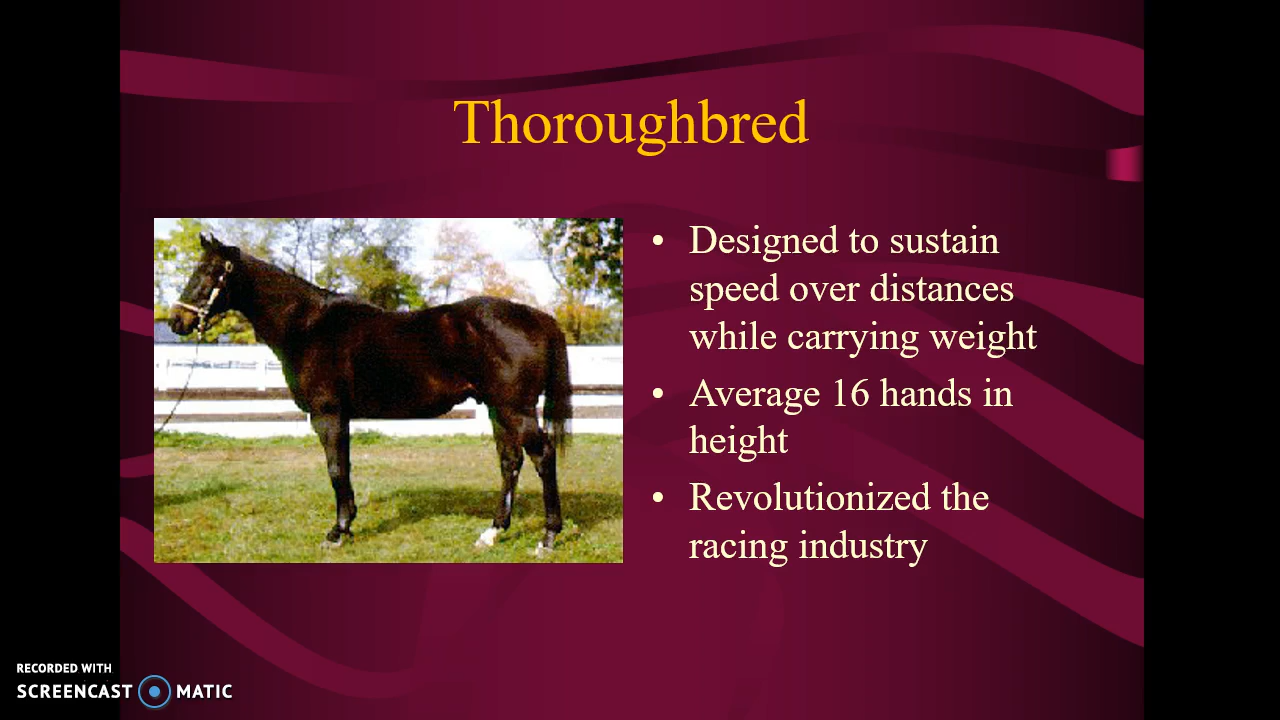 Thoroughbred
• Designed to sustain
speed over distances
while carrying weight
• Average 16 hands in
height
• Revolutionized the
racing industry
RECORDED WITH
SCREENCAST MATIC